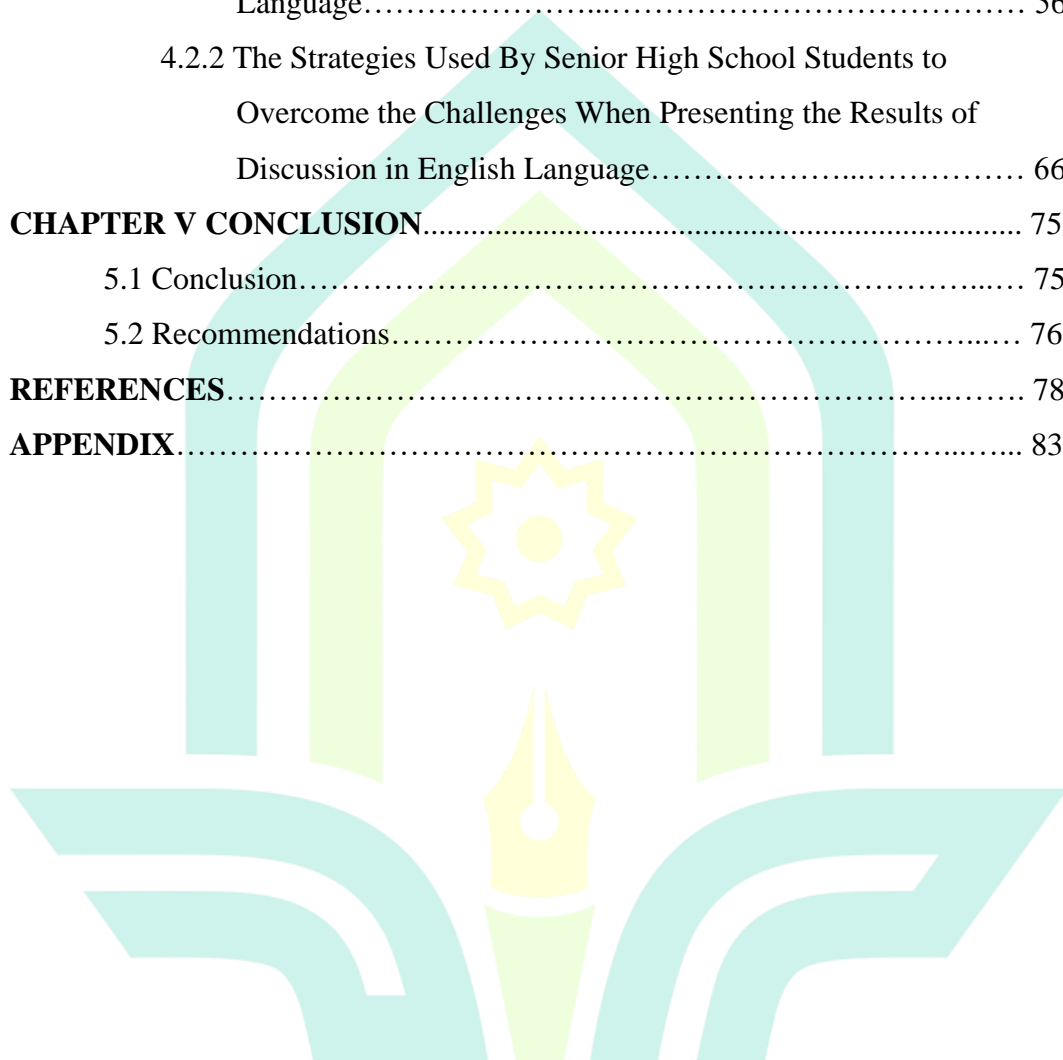 Language…………………...………………………………… 56
4.2.2 The Strategies Used By Senior High School Students to
Overcome the Challenges When Presenting the Results of
Discussion in English Language………………...…………… 66
CHAPTER V CONCLUSION.................................................................................. 75
5.1 Conclusion…………………………………………………………...… 75
5.2 Recommendations…………………………………………………...… 76
REFERENCES…………………………………………………………...……. 78
APPENDIX…………………………………………………………………...…... 83